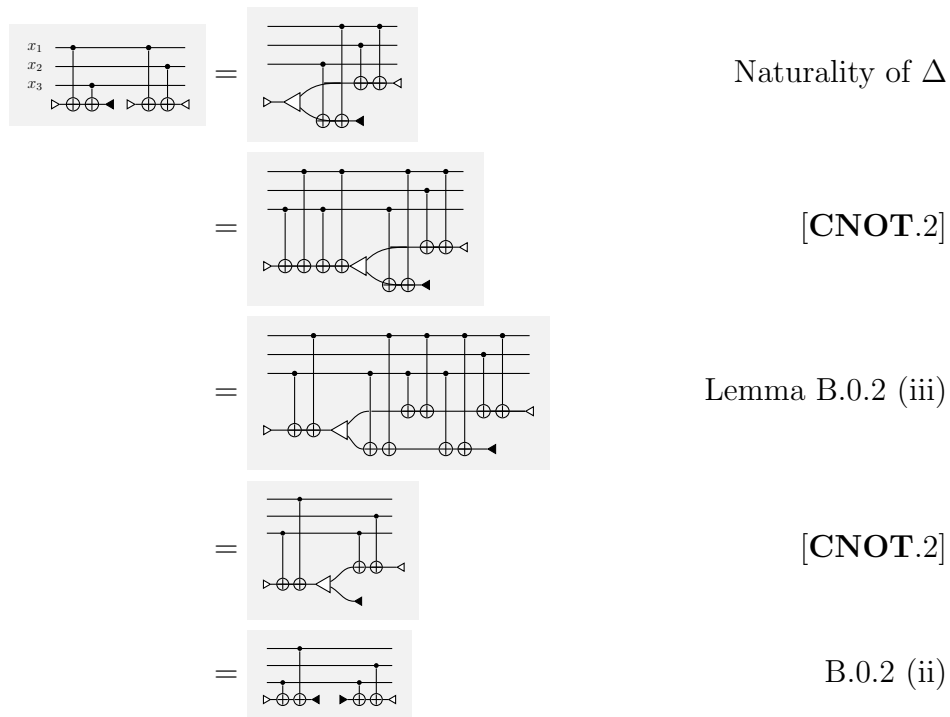 x₁
x₂
x₃
= Naturality of Δ
= [CNOT.2]
= Lemma B.0.2 (iii)
= [CNOT.2]
= B.0.2 (ii)